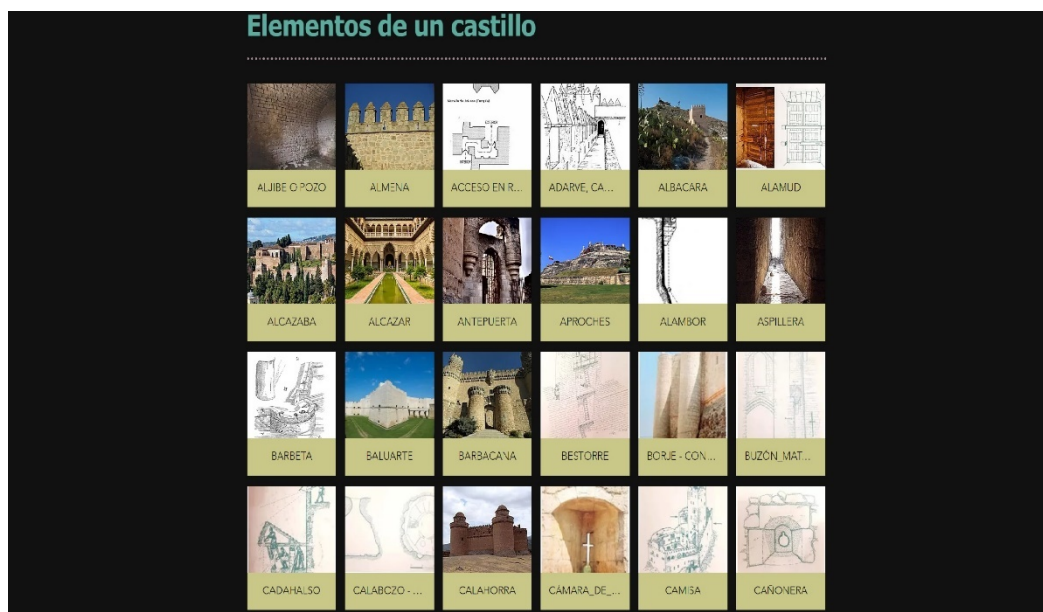 Elementos de un castillo
ALJIBE O POZO
ALMENA
ACCESO EN R...
ADARVE, CA...
ALBACARA
ALAMUD
ALCAZABA
ALCAZAR
ANTEPUERTA
APROCHES
ALAMBOR
ASPILLERA
BARBETA
BALUARTE
BARBACANA
BESTORRE
BORJE - CON...
BUZÓN_MAT...
CADAHALSO
CALABOZO - ...
CALAHORRA
CÁMARA_DE_...
CAMISA
CAÑONERA